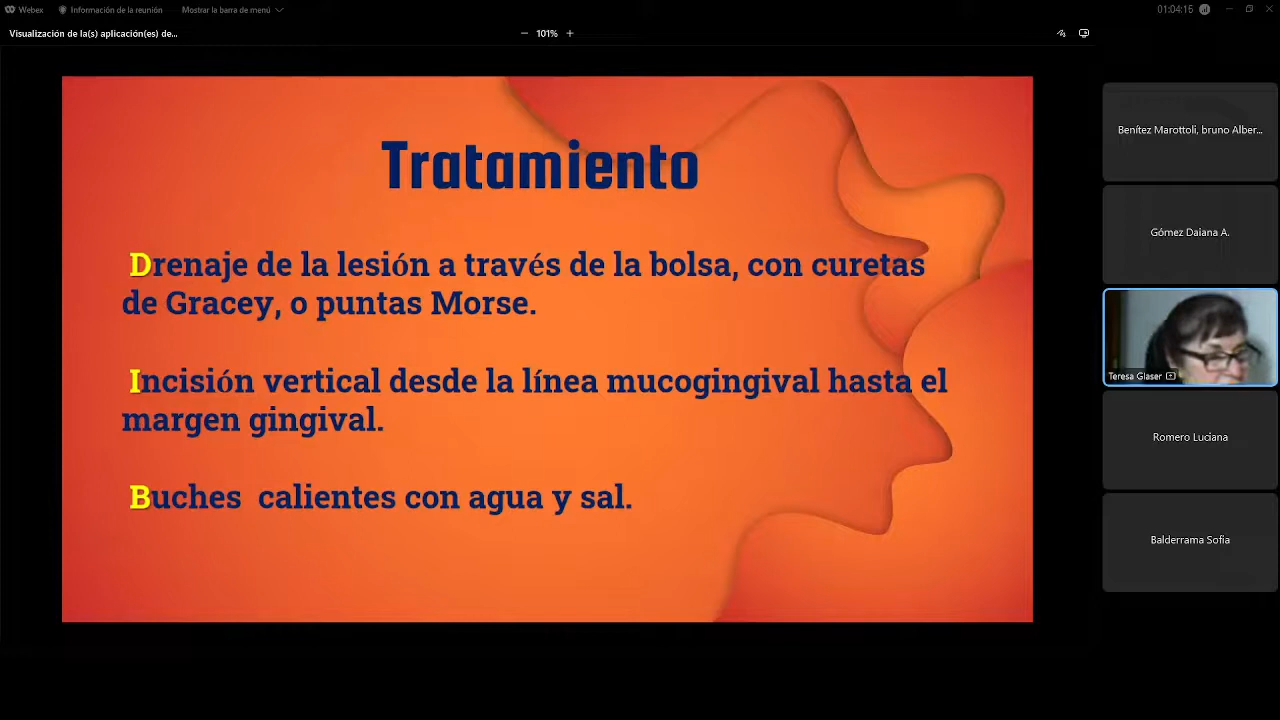 Webex
Información de la reunión
Mostrar la barra de menú
01:04:15
Visualización de la(s) aplicación(es) de...
101%
Tratamiento
Drenaje de la lesión a través de la bolsa, con curetas
de Gracey, o puntas Morse.
Incisión vertical desde la línea mucogingival hasta el
margen gingival.
Buches calientes con agua y sal.
Benítez Marottoli, bruno Alber...
Gómez Daiana A.
Teresa Glaser
Romero Luciana
Balderrama Sofia